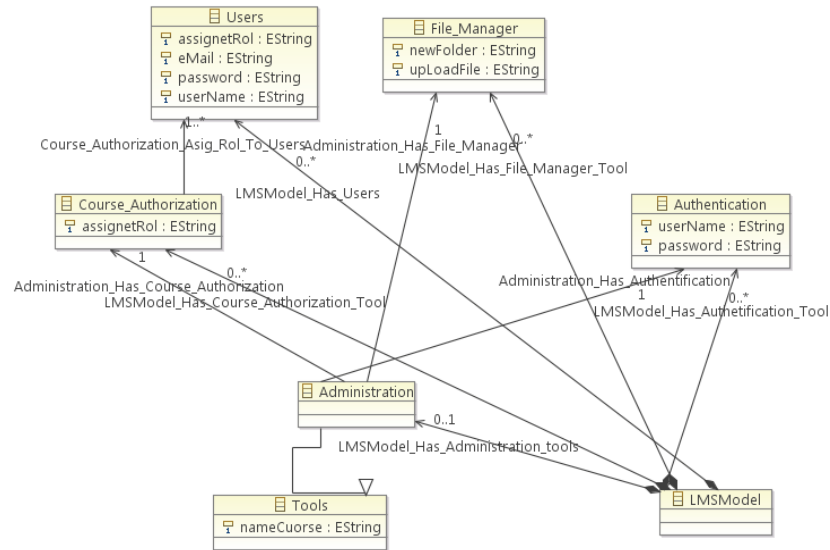 Users
assignetRol : EString
eMail : EString
password : EString
userName : EString
File_Manager
newFolder : EString
upLoadFile : EString
1..*
Course_Authorization_Asig_Rol_To_Users
0..*
LMSModel_Has_Users
1
Administration_Has_File_Manager
0..*
LMSModel_Has_File_Manager_Tool
Course_Authorization
assignetRol : EString
Authentication
userName : EString
password : EString
1
Administration_Has_Course_Authorization
0..*
LMSModel_Has_Course_Authorization_Tool
Administration_Has_Authentification
1
0..*
LMSModel_Has_Authetification_Tool
Administration
0..1
LMSModel_Has_Administration_tools
Tools
nameCuorse : EString
LMSModel